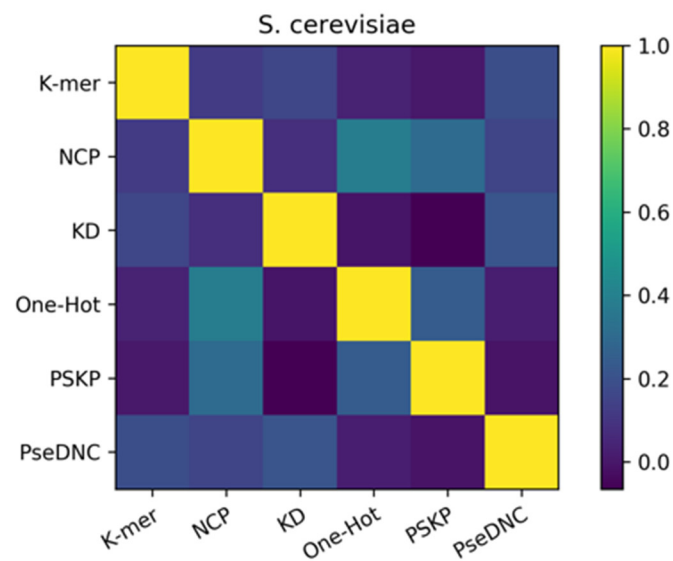 S. cerevisiae
K-mer
NCP
KD
One-Hot
PSKP
PseDNC
K-mer
NCP
KD
One-Hot
PSKP
PseDNC
1.0
0.8
0.6
0.4
0.2
0.0